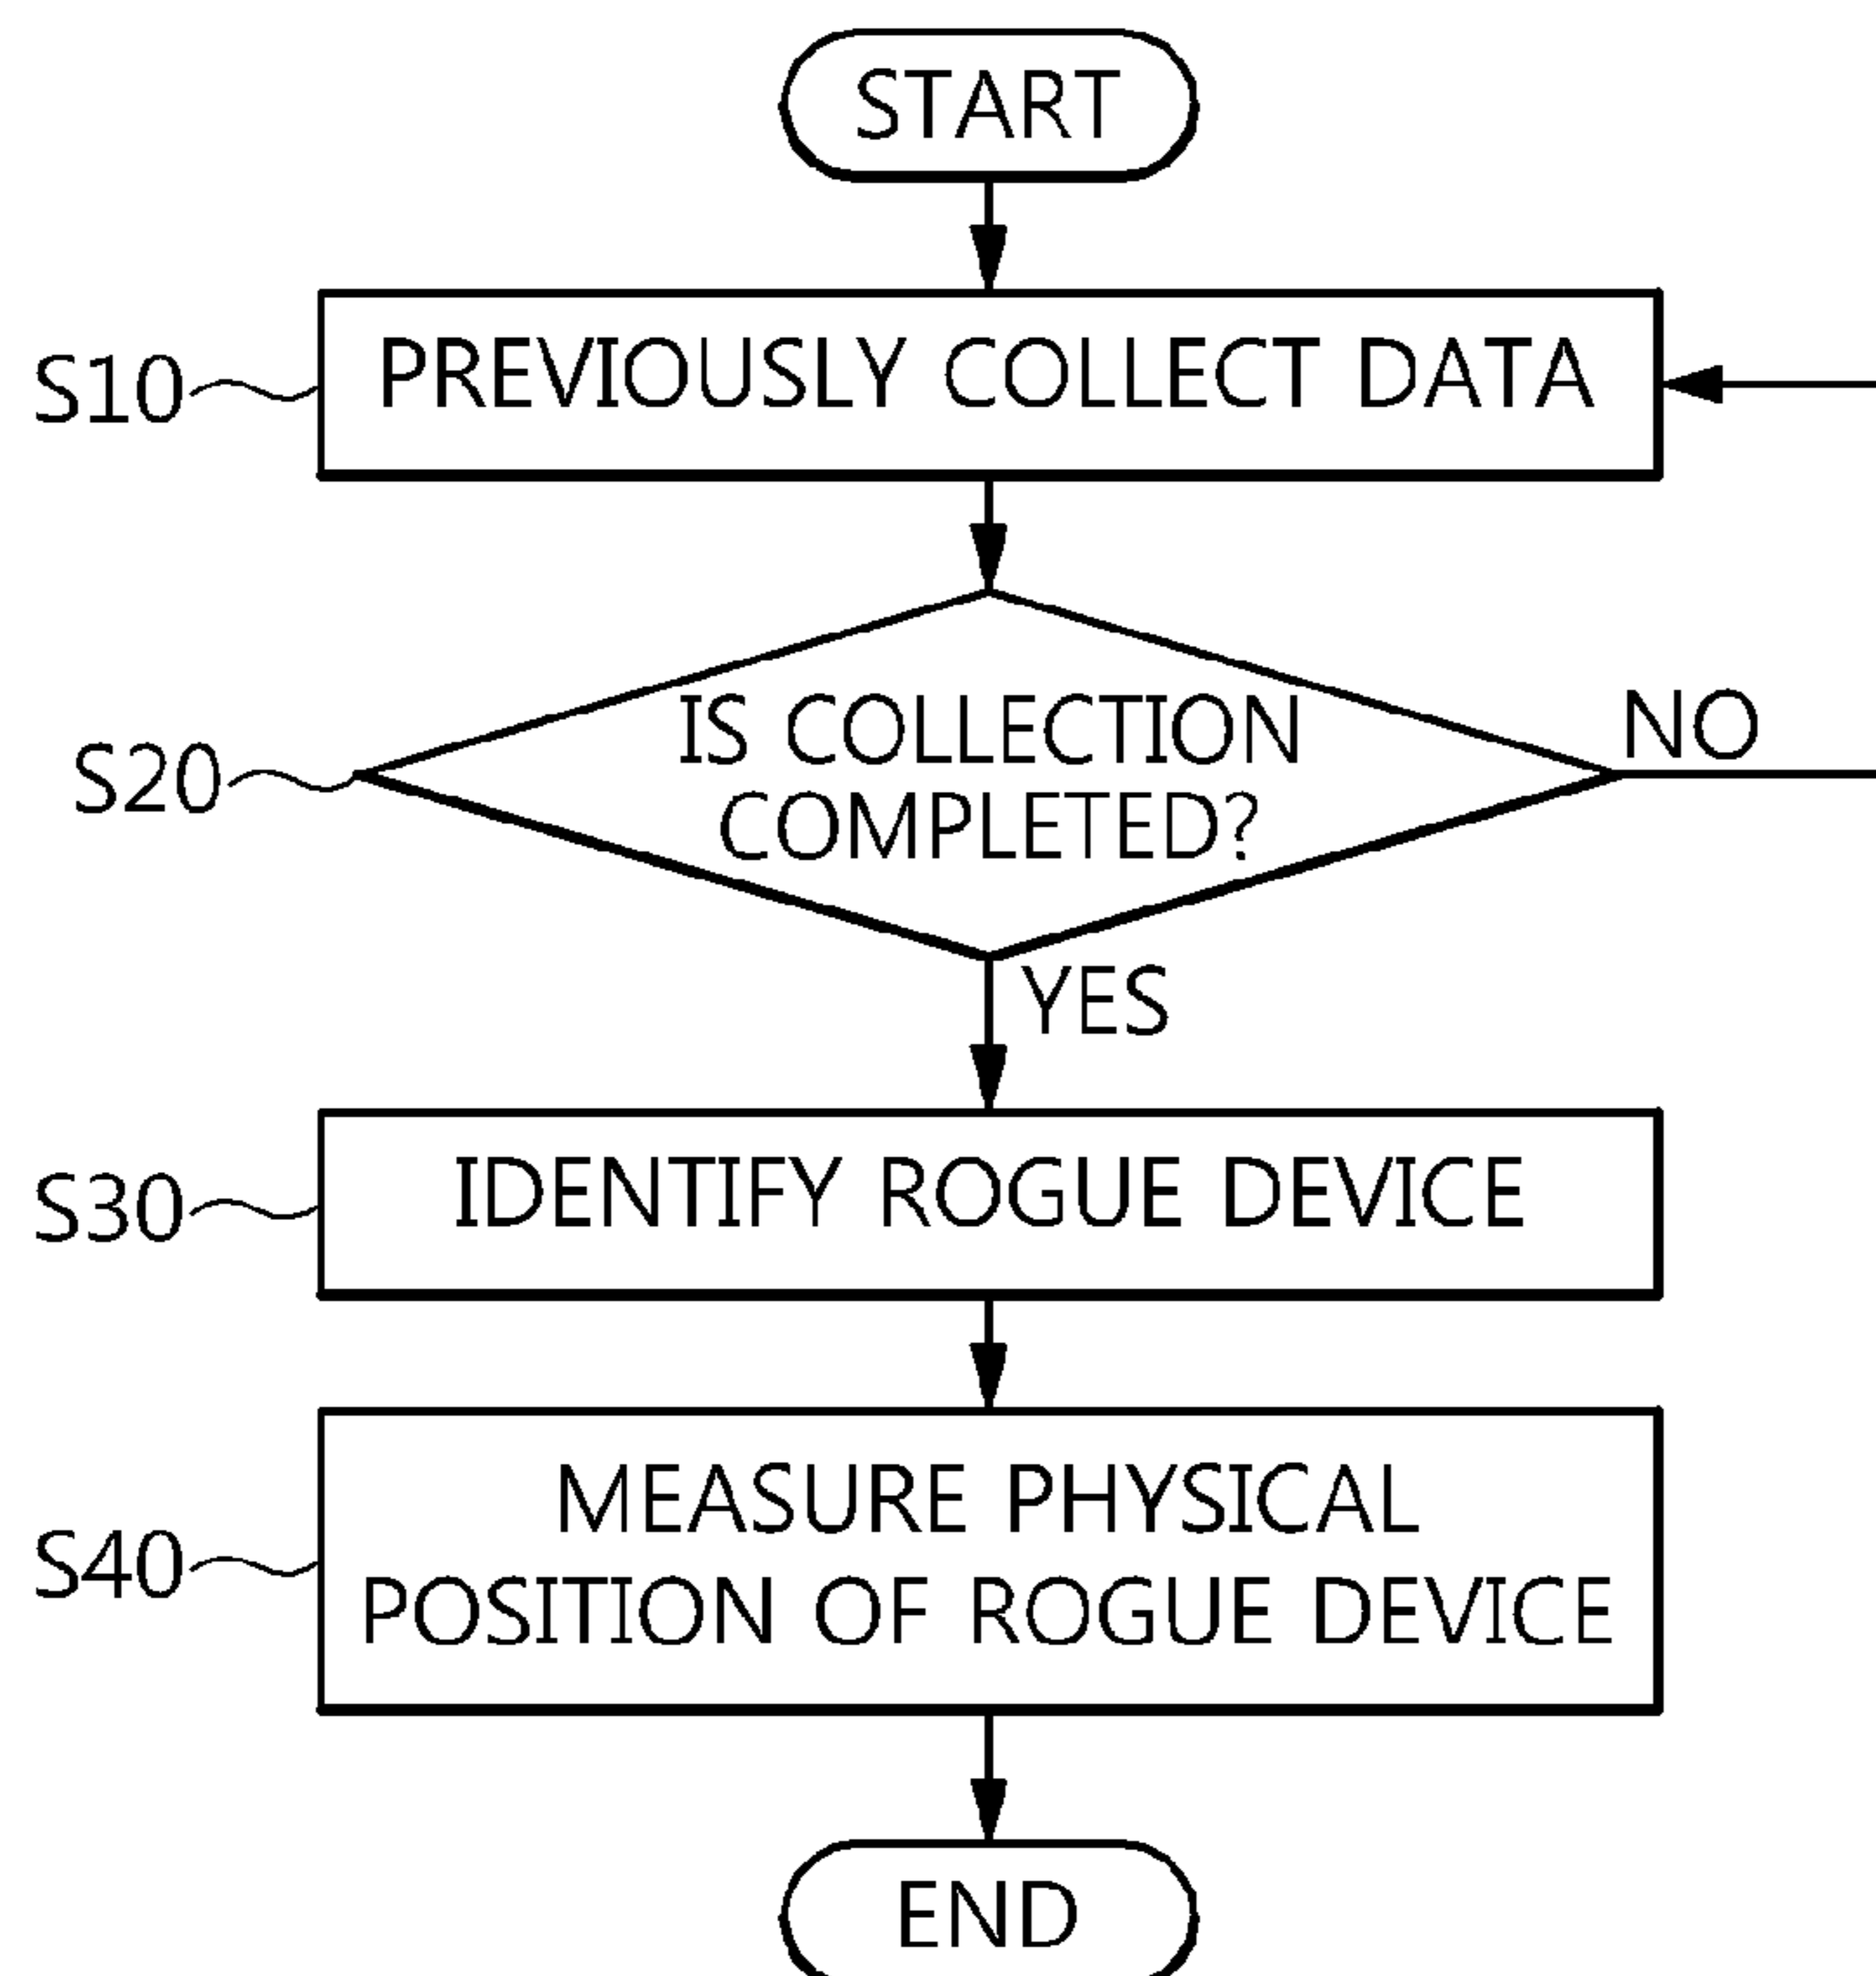 START
S10
PREVIOUSLY COLLECT DATA
S20
IS COLLECTION
COMPLETED?
NO
YES
S30
IDENTIFY ROGUE DEVICE
S40
MEASURE PHYSICAL
POSITION OF ROGUE DEVICE
END